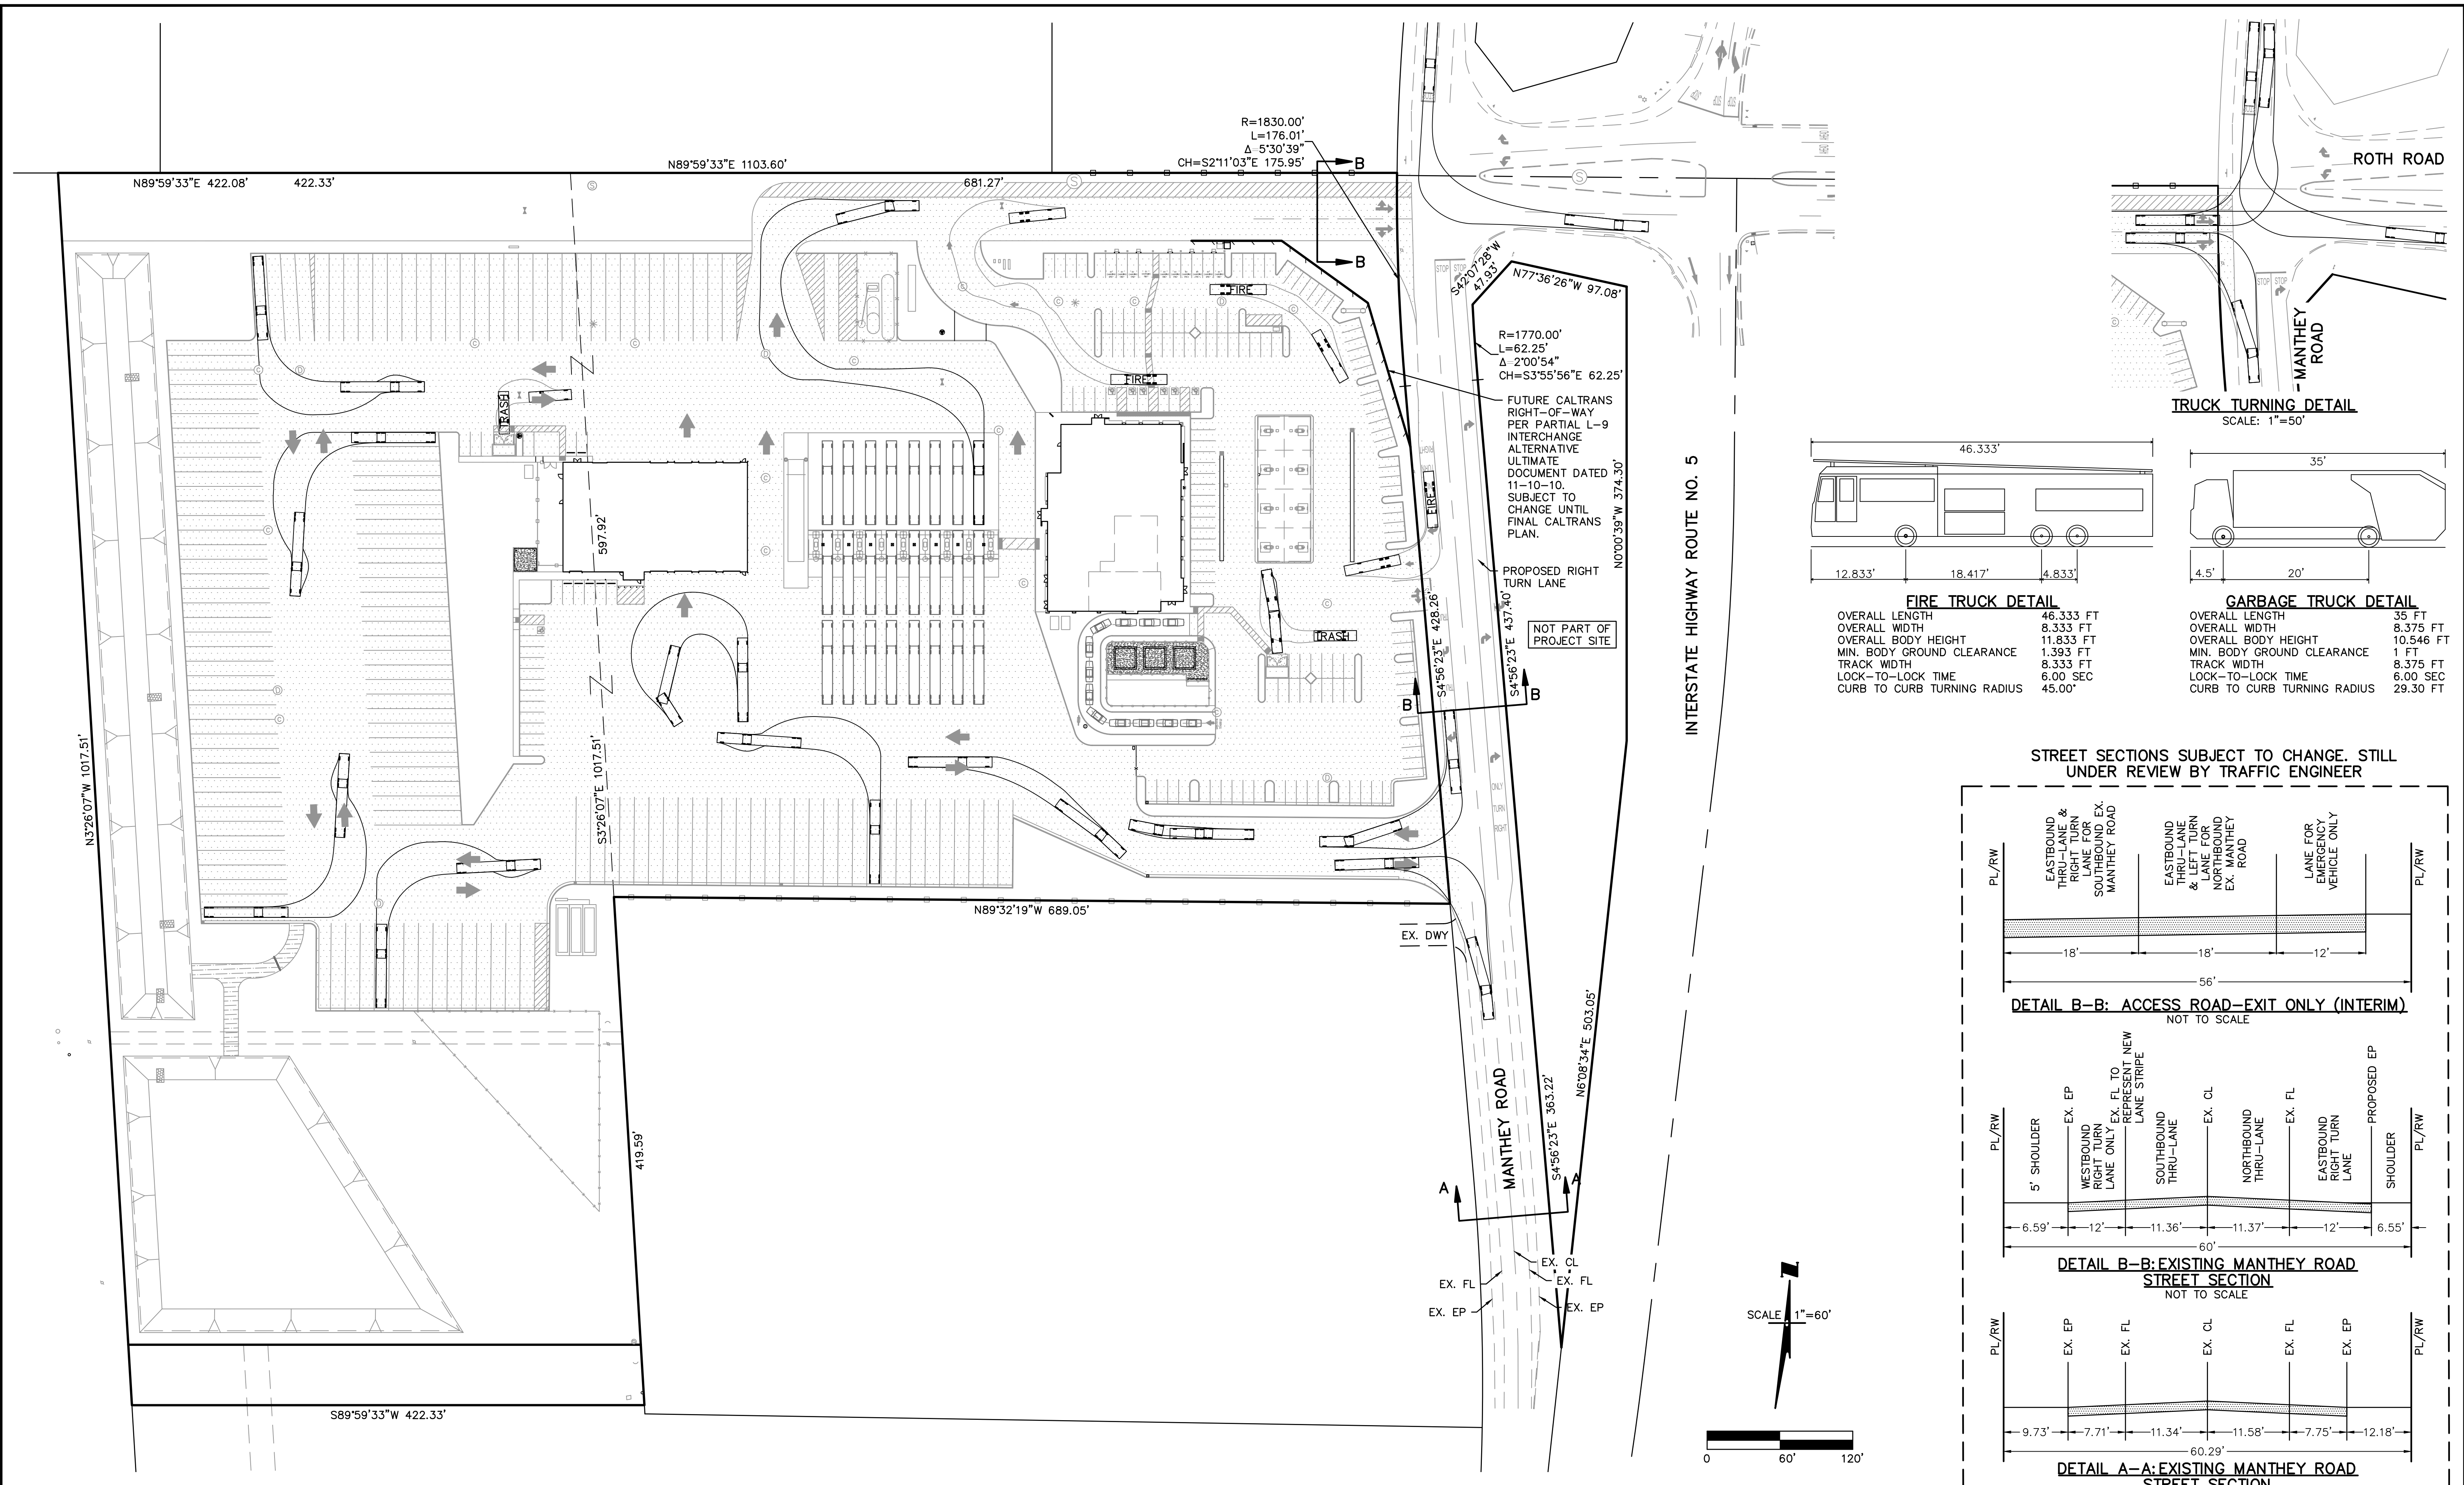 N89°59'33"E 1103.60'
N89°59'33"E 422.08'
422.33'
681.27'
R=1830.00'
L=176.01'
Δ=5°30'39"
CH=S2°11'03"E 175.95'
B
B
S42°07'28"W
47.93'
N77°36'26"W 97.08'
R=1770.00'
L=62.25'
Δ=2°00'54"
CH=S3°55'56"E 62.25'
FUTURE CALTRANS
RIGHT-OF-WAY
PER PARTIAL L-9
INTERCHANGE
ALTERNATIVE
ULTIMATE
DOCUMENT DATED
11-10-10.
SUBJECT TO
CHANGE UNTIL
FINAL CALTRANS
PLAN.
N0°00'39"W 374.30'
PROPOSED RIGHT
TURN LANE
NOT PART OF
PROJECT SITE
INTERSTATE HIGHWAY ROUTE NO. 5
STOP
STOP
FIRE
FIRE
FIRE
TRASH
TRASH
597.92'
S3°26'07"E 1017.51'
N3°26'07"W 1017.51'
S4°56'23"E 428.26'
S4°56'23"E 437.40'
B
B
ONLY
TURN
RIGHT
N89°32'19"W 689.05'
EX. DWY
419.59'
N6°08'34"E 503.05'
S4°56'23"E 363.22'
MANTHEY ROAD
A
A
EX. CL
EX. FL
EX. FL
EX. EP
EX. EP
S89°59'33"W 422.33'
SCALE 1"=60'
0
60'
120'
ROTH ROAD
STOP
STOP
MANTHEY
ROAD
TRUCK TURNING DETAIL
SCALE: 1"=50'
46.333'
12.833'
18.417'
4.833'
FIRE TRUCK DETAIL
OVERALL LENGTH 46.333 FT
OVERALL WIDTH 8.333 FT
OVERALL BODY HEIGHT 11.833 FT
MIN. BODY GROUND CLEARANCE 1.393 FT
TRACK WIDTH 8.333 FT
LOCK-TO-LOCK TIME 6.00 SEC
CURB TO CURB TURNING RADIUS 45.00°
35'
4.5'
20'
GARBAGE TRUCK DETAIL
OVERALL LENGTH 35 FT
OVERALL WIDTH 8.375 FT
OVERALL BODY HEIGHT 10.546 FT
MIN. BODY GROUND CLEARANCE 1 FT
TRACK WIDTH 8.375 FT
LOCK-TO-LOCK TIME 6.00 SEC
CURB TO CURB TURNING RADIUS 29.30 FT
STREET SECTIONS SUBJECT TO CHANGE. STILL
UNDER REVIEW BY TRAFFIC ENGINEER
PL/RW
EASTBOUND
THRU-LANE &
RIGHT TURN
LANE FOR
SOUTHBOUND EX.
MANTHEY ROAD
EASTBOUND
THRU-LANE
& LEFT TURN
LANE FOR
NORTHBOUND
EX. MANTHEY
ROAD
LANE FOR
EMERGENCY
VEHICLE ONLY
PL/RW
18'
18'
12'
56'
DETAIL B-B: ACCESS ROAD-EXIT ONLY (INTERIM)
NOT TO SCALE
PL/RW
5' SHOULDER
EX. EP
WESTBOUND
RIGHT TURN
LANE ONLY
EX. FL TO
REPRESENT NEW
LANE STRIPE
SOUTHBOUND
THRU-LANE
EX. CL
NORTHBOUND
THRU-LANE
EX. FL
EASTBOUND
RIGHT TURN
LANE
PROPOSED EP
SHOULDER
PL/RW
6.59'
12'
11.36'
11.37'
12'
6.55'
60'
DETAIL B-B: EXISTING MANTHEY ROAD
STREET SECTION
NOT TO SCALE
PL/RW
EX. EP
EX. FL
EX. CL
EX. FL
EX. EP
PL/RW
9.73'
7.71'
11.34'
11.58'
7.75'
12.18'
60.29'
DETAIL A-A: EXISTING MANTHEY ROAD
STREET SECTION